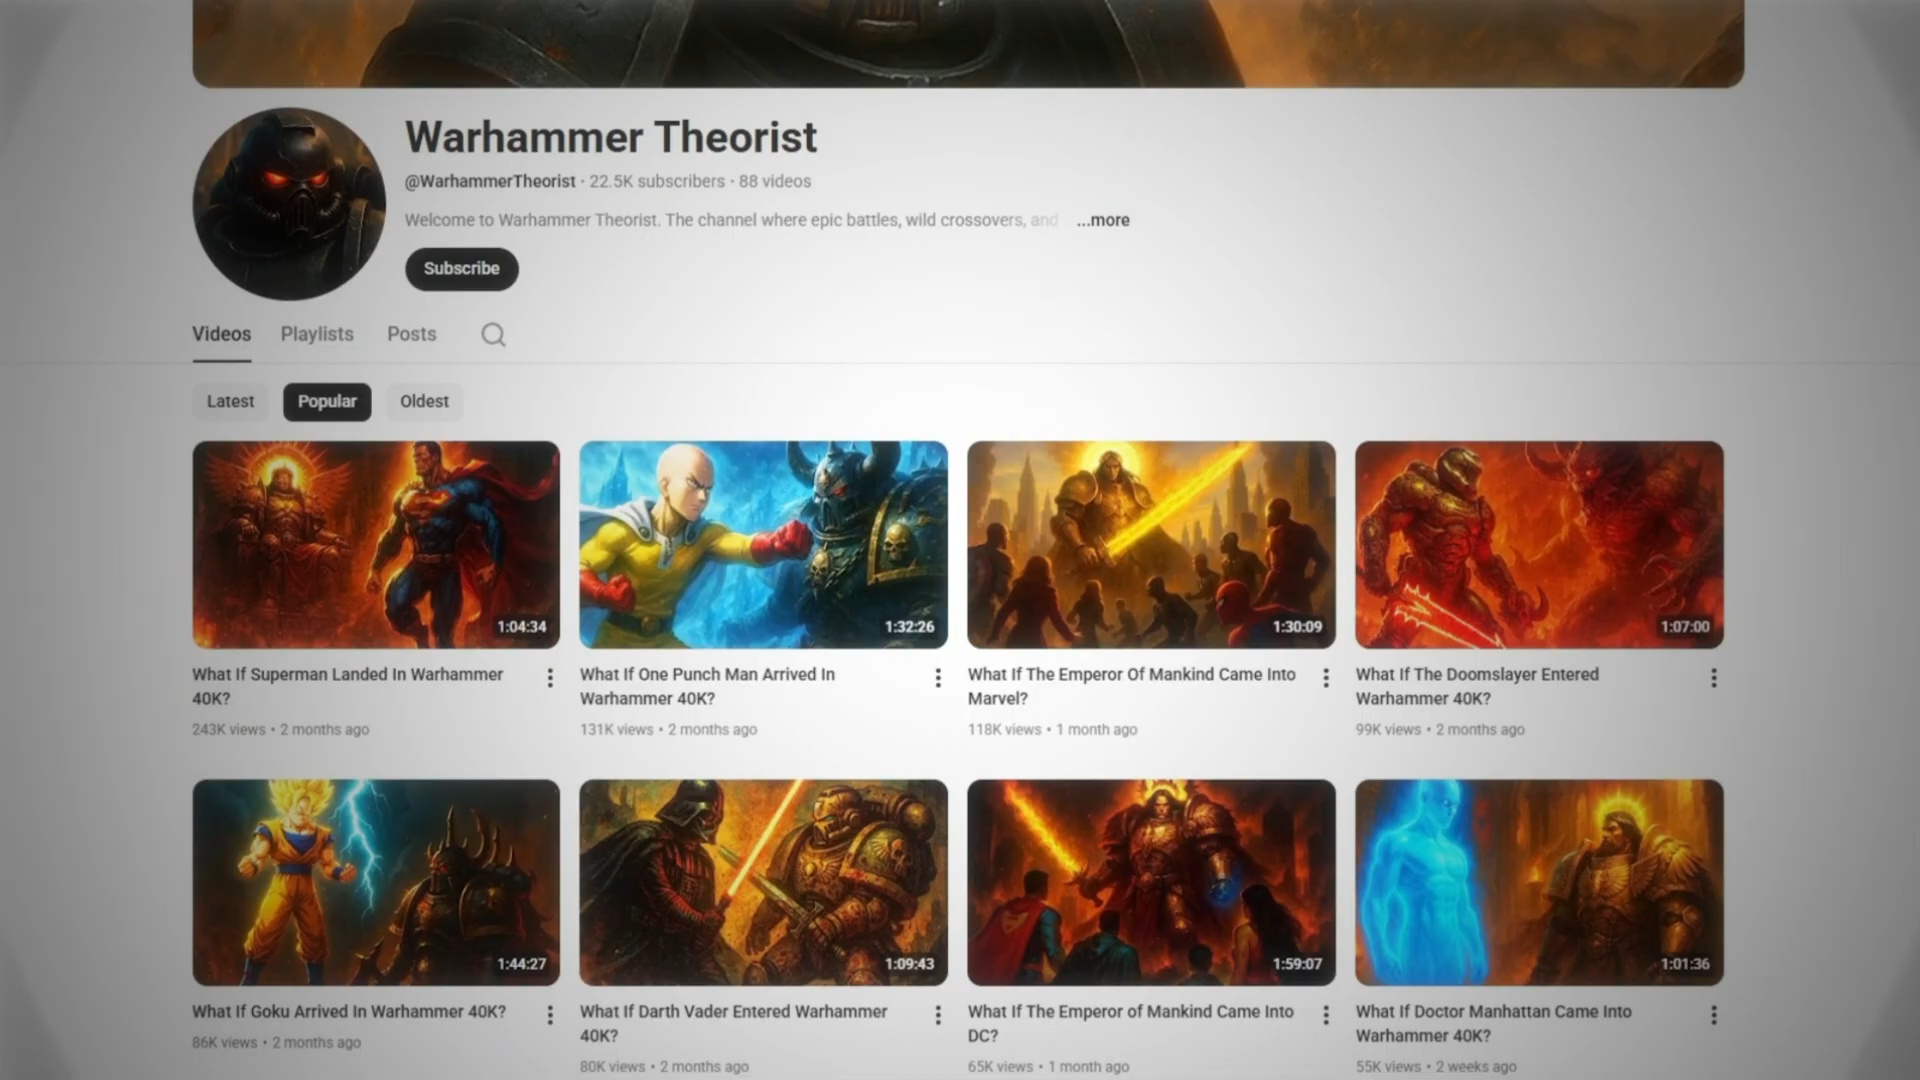 Warhammer Theorist
@WarhammerTheorist · 22.5K subscribers · 88 videos
Welcome to Warhammer Theorist. The channel where epic battles, wild crossovers, and ...more
Subscribe
Videos Playlists Posts
Latest Popular Oldest
1:04:34 1:32:26 1:30:09 1:07:00
What If Superman Landed In Warhammer
40K?
243K views • 2 months ago
What If One Punch Man Arrived In
Warhammer 40K?
131K views • 2 months ago
What If The Emperor Of Mankind Came Into
Marvel?
118K views • 1 month ago
What If The Doomslayer Entered
Warhammer 40K?
99K views • 2 months ago
1:44:27 1:09:43 1:59:07 1:01:36
What If Goku Arrived In Warhammer 40K?
86K views • 2 months ago
What If Darth Vader Entered Warhammer
40K?
80K views • 2 months ago
What If The Emperor of Mankind Came Into
DC?
65K views • 1 month ago
What If Doctor Manhattan Came Into
Warhammer 40K?
55K views • 2 weeks ago